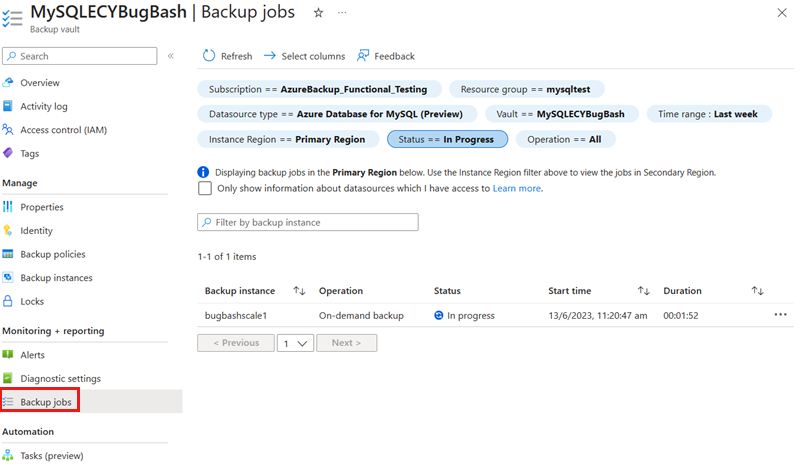 MySQLECYBugBash | Backup jobs
Backup vault
Search
Overview
Activity log
Access control (IAM)
Tags
Manage
Properties
Identity
Backup policies
Backup instances
Locks
Monitoring + reporting
Alerts
Diagnostic settings
Backup jobs
Automation
Tasks (preview)
Refresh Select columns Feedback
Subscription == AzureBackup_Functional_Testing Resource group == mysqltest
Datasource type == Azure Database for MySQL (Preview) Vault == MySQLECYBugBash Time range : Last week
Instance Region == Primary Region Status == In Progress Operation == All
Displaying backup jobs in the Primary Region below. Use the Instance Region filter above to view the jobs in Secondary Region.
Only show information about datasources which I have access to Learn more.
Filter by backup instance
1-1 of 1 items
Backup instance Operation Status Start time Duration
bugbashscale1 On-demand backup In progress 13/6/2023, 11:20:47 am 00:01:52
< Previous 1 Next >